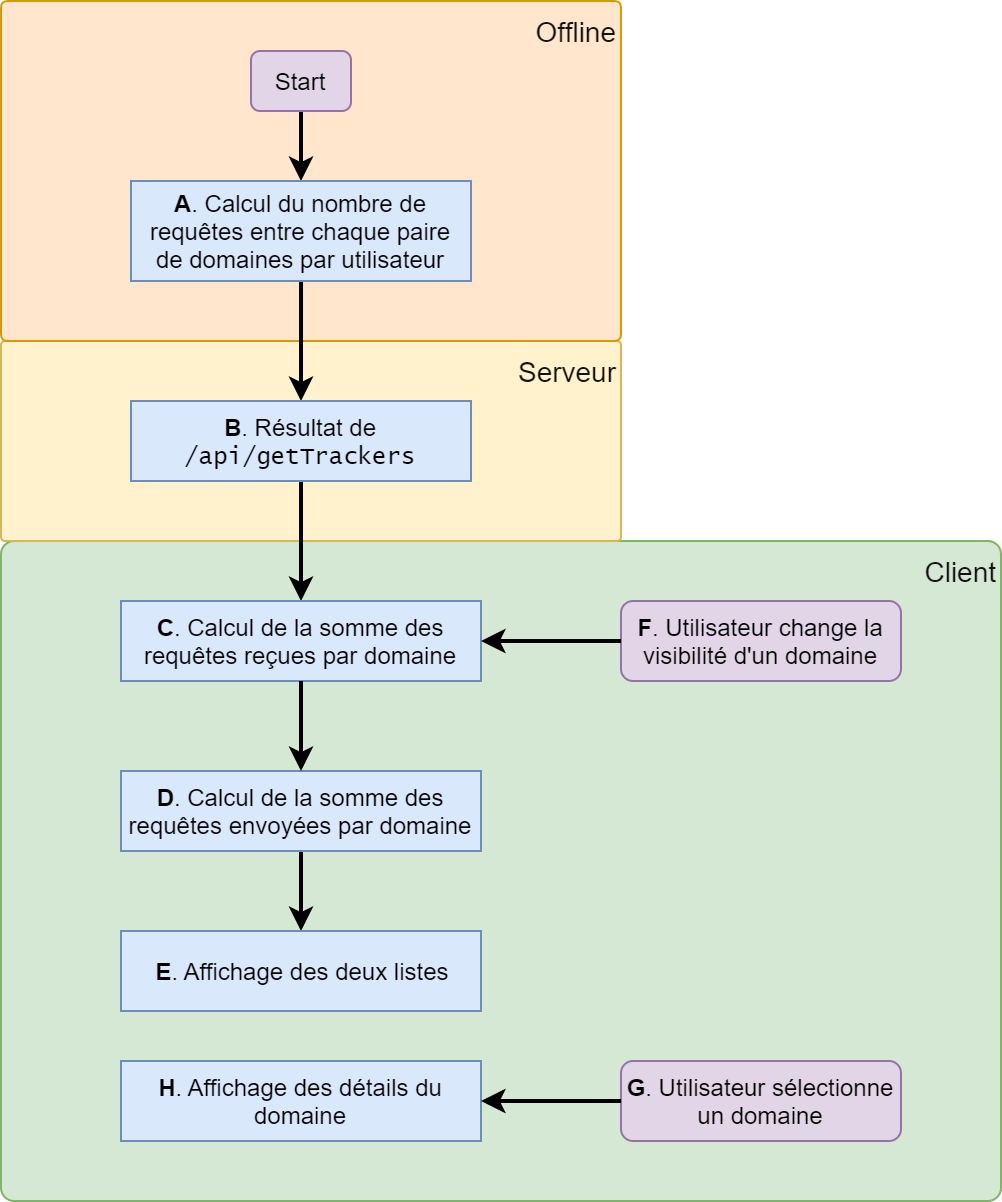 Offline
Start
A. Calcul du nombre de
requêtes entre chaque paire
de domaines par utilisateur
Serveur
B. Résultat de
/api/getTrackers
Client
C. Calcul de la somme des
requêtes reçues par domaine
F. Utilisateur change la
visibilité d'un domaine
D. Calcul de la somme des
requêtes envoyées par domaine
E. Affichage des deux listes
H. Affichage des détails du
domaine
G. Utilisateur sélectionne
un domaine